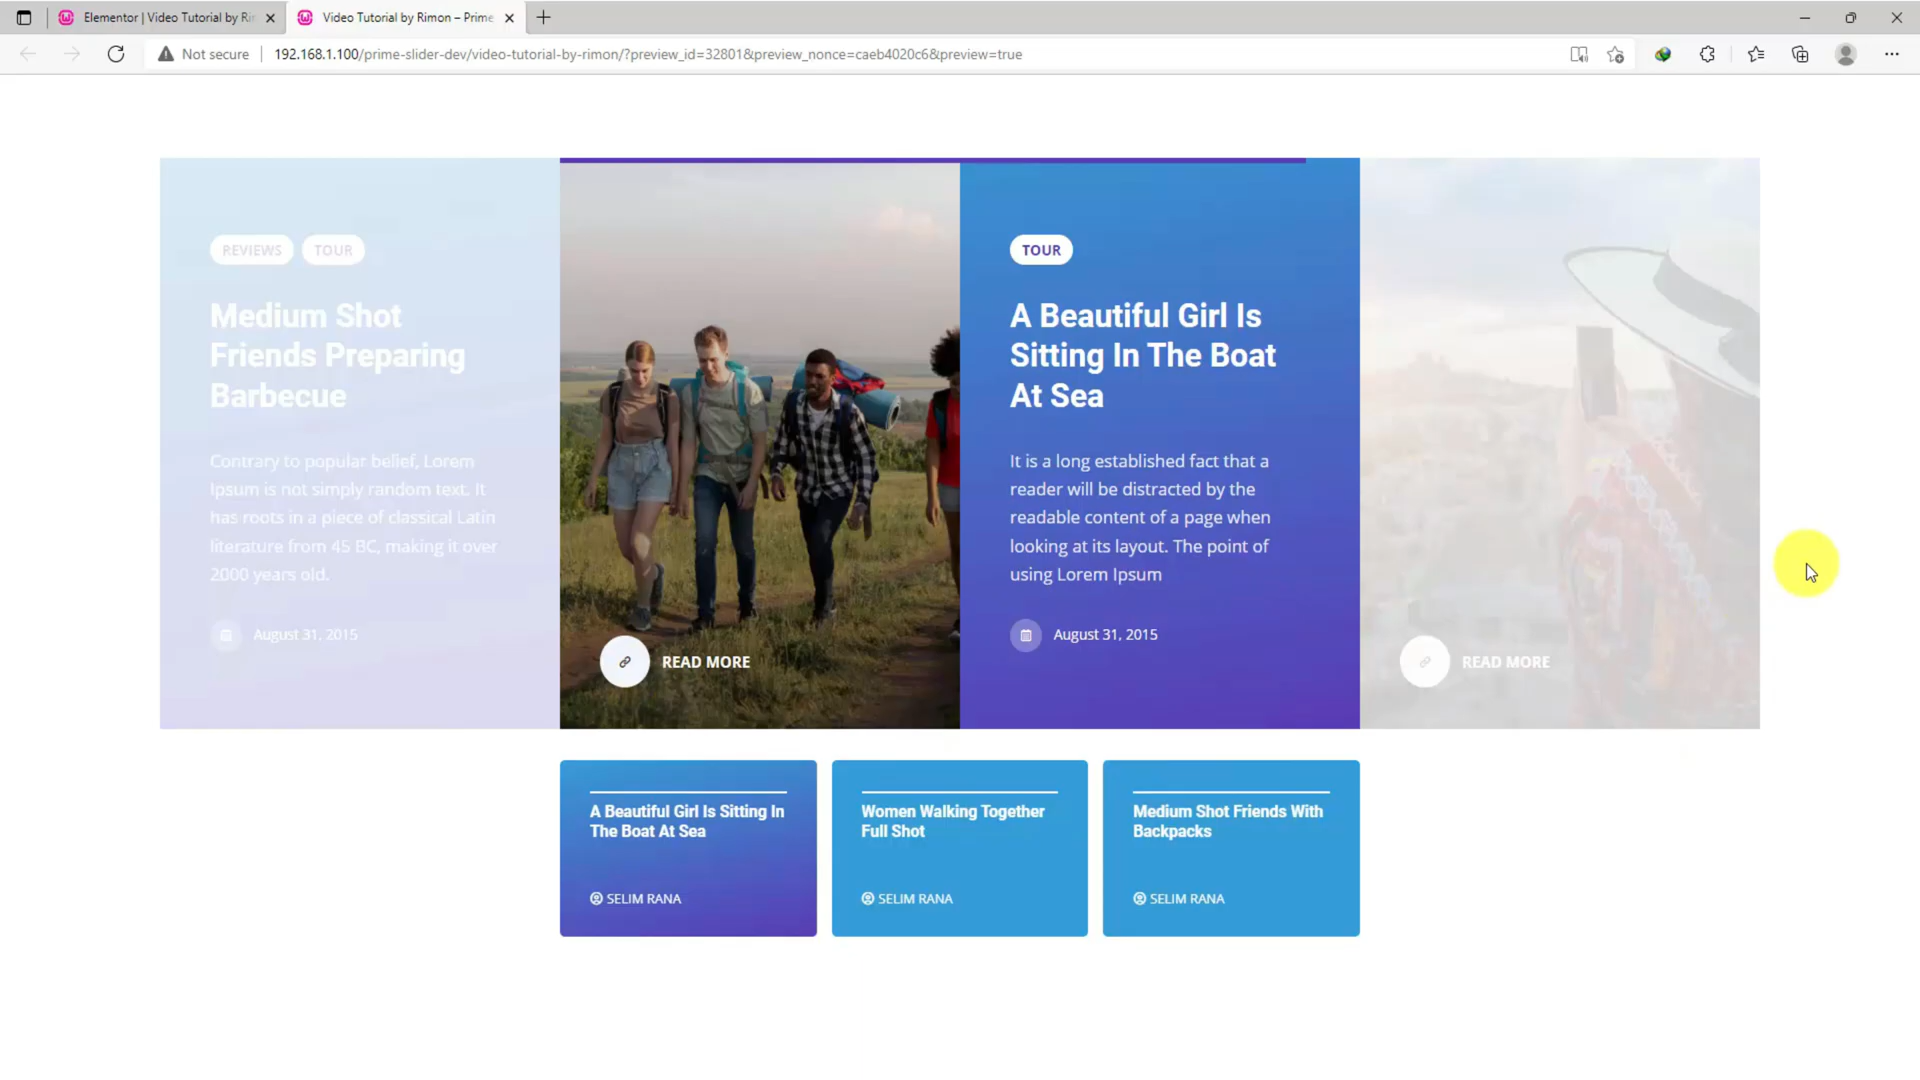 Elementor | Video Tutorial by Ri
Video Tutorial by Rimon – Prime
Not secure
192.168.1.100/prime-slider-dev/video-tutorial-by-rimon/?preview_id=32801&preview_nonce=caeb4020c6&preview=true
REVIEWS
TOUR
Medium Shot
Friends Preparing
Barbecue
Contrary to popular belief, Lorem
Ipsum is not simply random text. It
has roots in a piece of classical Latin
literature from 45 BC, making it over
2000 years old.
August 31, 2015
READ MORE
TOUR
A Beautiful Girl Is
Sitting In The Boat
At Sea
It is a long established fact that a
reader will be distracted by the
readable content of a page when
looking at its layout. The point of
using Lorem Ipsum
August 31, 2015
READ MORE
A Beautiful Girl Is Sitting In
The Boat At Sea
SELIM RANA
Women Walking Together
Full Shot
SELIM RANA
Medium Shot Friends With
Backpacks
SELIM RANA